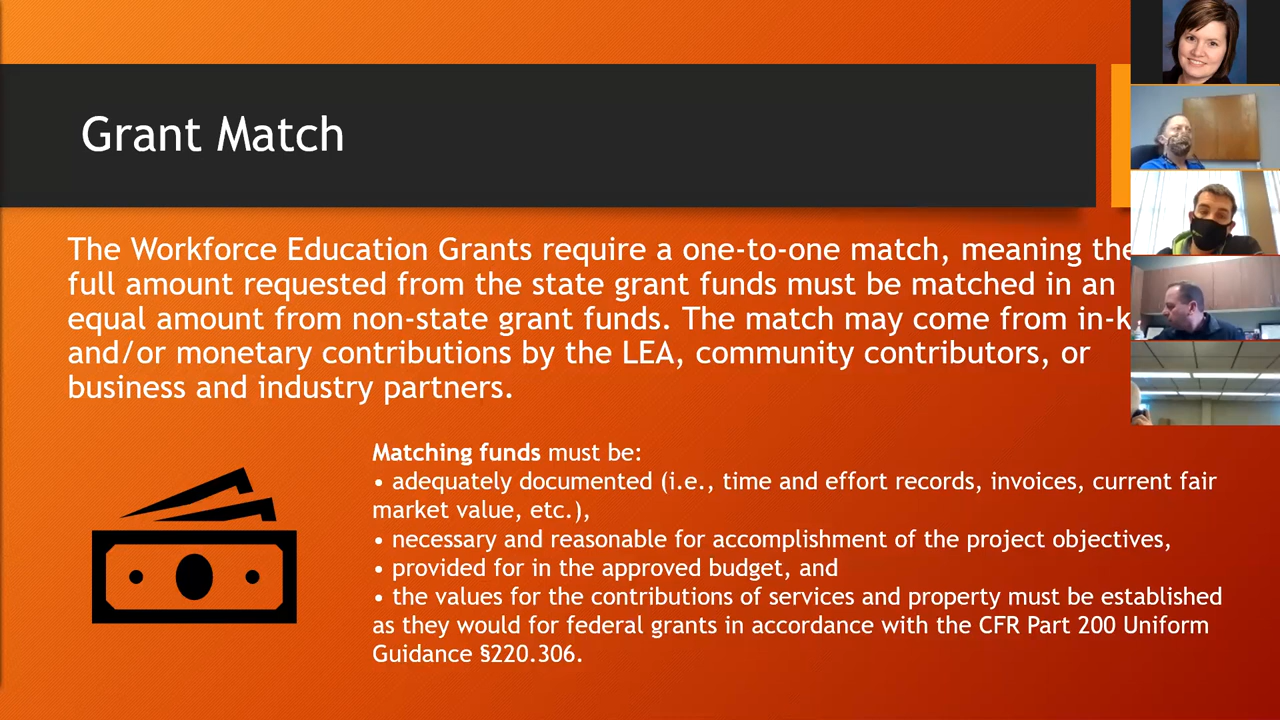 Grant Match
The Workforce Education Grants require a one-to-one match, meaning the
full amount requested from the state grant funds must be matched in an
equal amount from non-state grant funds. The match may come from in-k
and/or monetary contributions by the LEA, community contributors, or
business and industry partners.
Matching funds must be:
• adequately documented (i.e., time and effort records, invoices, current fair
market value, etc.),
• necessary and reasonable for accomplishment of the project objectives,
• provided for in the approved budget, and
• the values for the contributions of services and property must be established
as they would for federal grants in accordance with the CFR Part 200 Uniform
Guidance §220.306.